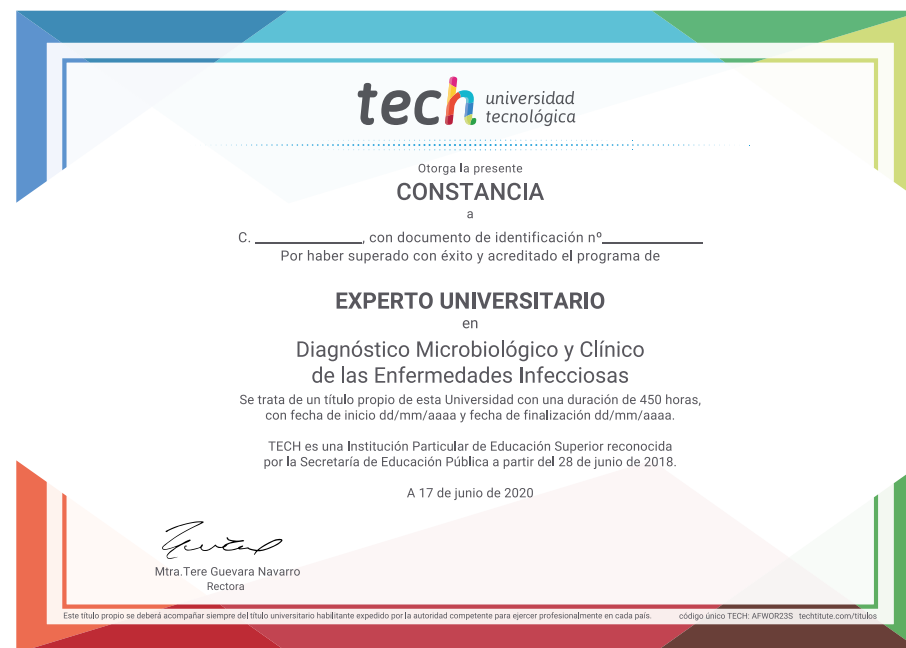 tech universidad
tecnológica
Otorga la presente
CONSTANCIA
a
C. ____________, con documento de identificación nº____________
Por haber superado con éxito y acreditado el programa de
EXPERTO UNIVERSITARIO
en
Diagnóstico Microbiológico y Clínico
de las Enfermedades Infecciosas
Se trata de un título propio de esta Universidad con una duración de 450 horas,
con fecha de inicio dd/mm/aaaa y fecha de finalización dd/mm/aaaa.
TECH es una Institución Particular de Educación Superior reconocida
por la Secretaría de Educación Pública a partir del 28 de junio de 2018.
A 17 de junio de 2020
Mtra.Tere Guevara Navarro
Rectora
Este título propio se deberá acompañar siempre del título universitario habilitante expedido por la autoridad competente para ejercer profesionalmente en cada país. código único TECH: AFWOR23S techtitute.com/títulos